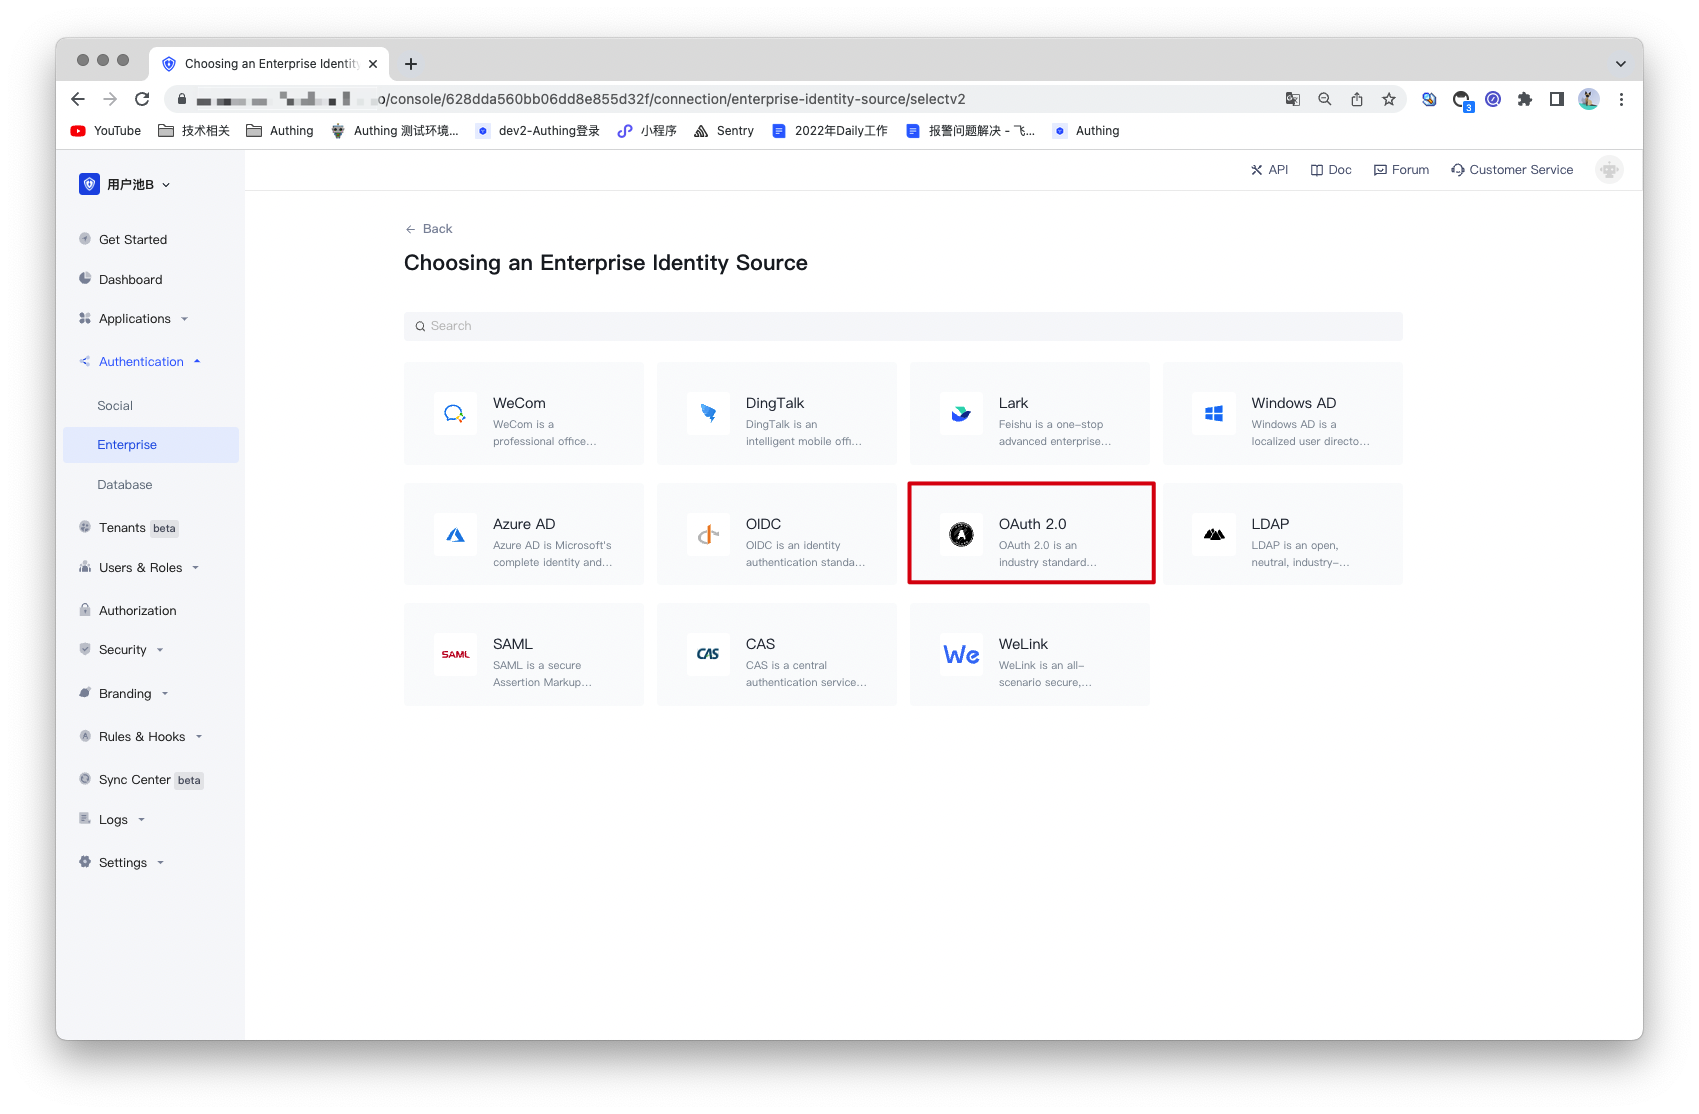 Choosing an Enterprise Identity
/console/628dda560bb06dd8e855d32f/connection/enterprise-identity-source/selectv2
3
YouTube 技术相关 Authing Authing 测试环境... dev2-Authing登录 小程序 Sentry 2022年Daily工作 报警问题解决 - 飞... Authing
用户池B
API Doc Forum Customer Service
Get Started
Dashboard
Applications
Authentication
Social
Enterprise
Database
Tenants beta
Users & Roles
Authorization
Security
Branding
Rules & Hooks
Sync Center beta
Logs
Settings
Back
Choosing an Enterprise Identity Source
Search
WeCom
WeCom is a
professional office...
DingTalk
DingTalk is an
intelligent mobile offi...
Lark
Feishu is a one-stop
advanced enterprise...
Windows AD
Windows AD is a
localized user directo...
Azure AD
Azure AD is Microsoft's
complete identity and...
OIDC
OIDC is an identity
authentication standa...
A
OAuth 2.0
OAuth 2.0 is an
industry standard...
LDAP
LDAP is an open,
neutral, industry-...
SAML
SAML
SAML is a secure
Assertion Markup...
CAS
CAS
CAS is a central
authentication service...
We
WeLink
WeLink is an all-
scenario secure,...